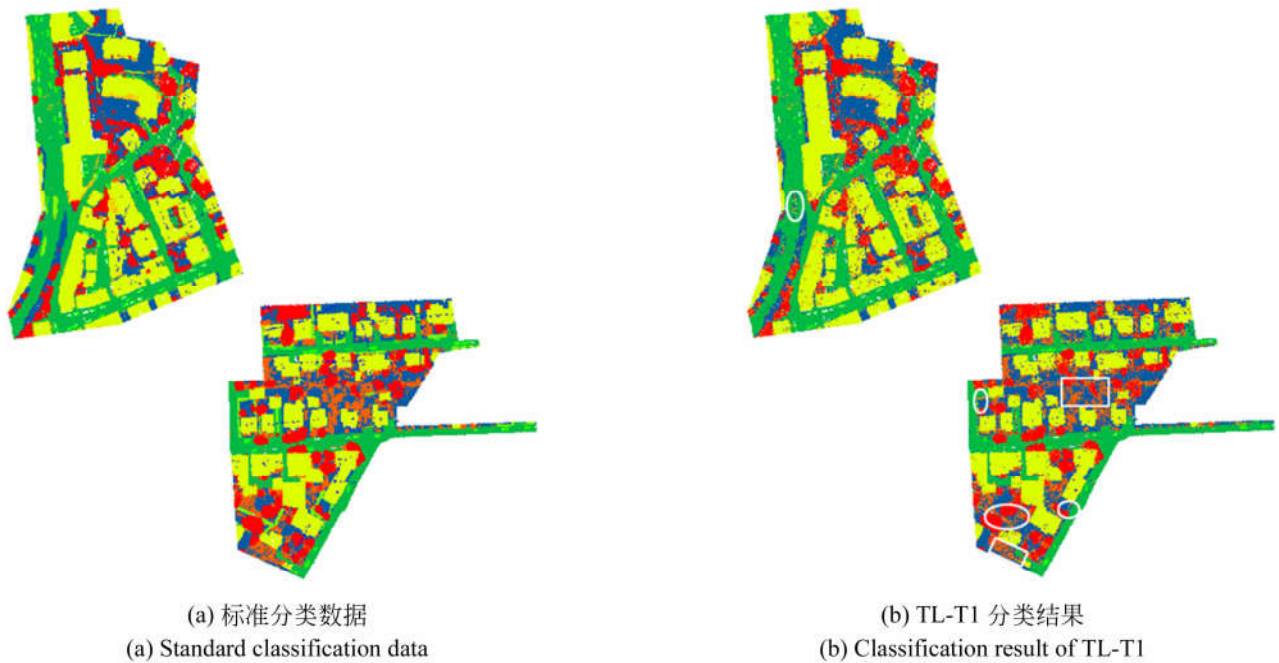 (a) 标准分类数据
(a) Standard classification data
(b) TL-T1 分类结果
(b) Classification result of TL-T1